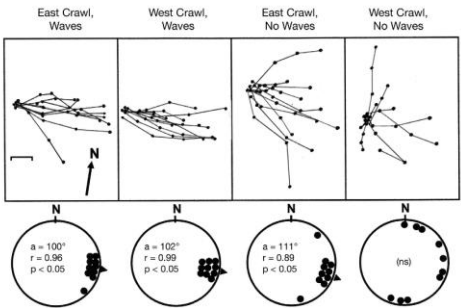 East Crawl,
Waves
West Crawl,
Waves
East Crawl,
No Waves
West Crawl,
No Waves
N
N
N
N
N
a = 100°
r = 0.96
p < 0.05
a = 102°
r = 0.99
p < 0.05
a = 111°
r = 0.89
p < 0.05
(ns)